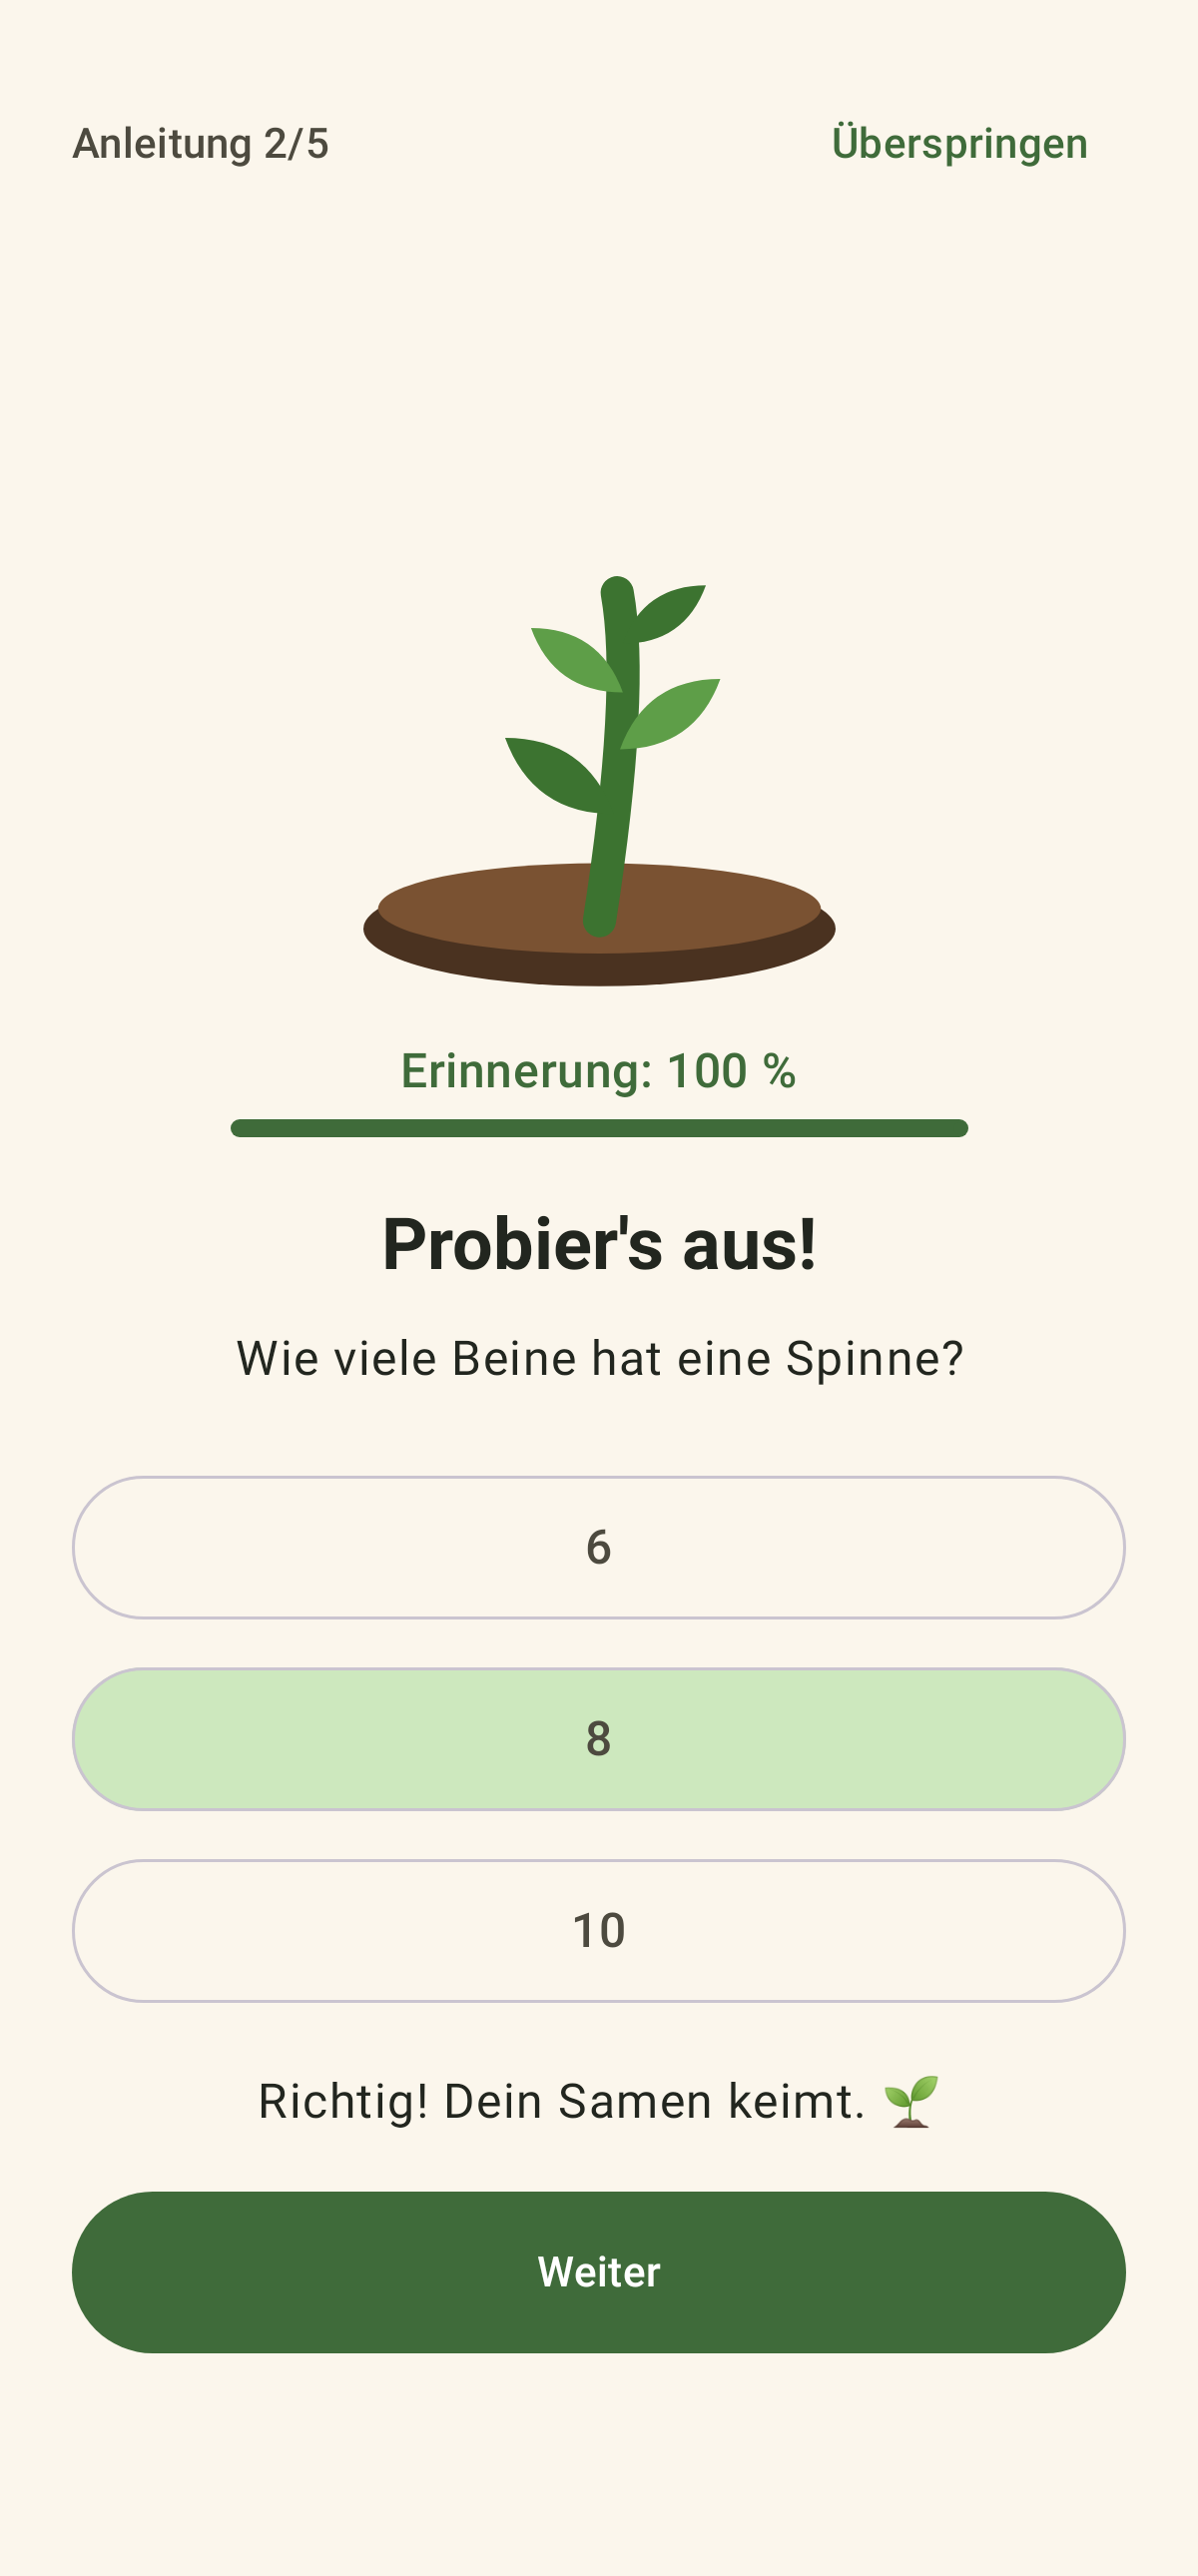 Anleitung 2/5
Überspringen
Erinnerung: 100 %
Probier's aus!
Wie viele Beine hat eine Spinne?
6
8
10
Richtig! Dein Samen keimt. 🌱
Weiter